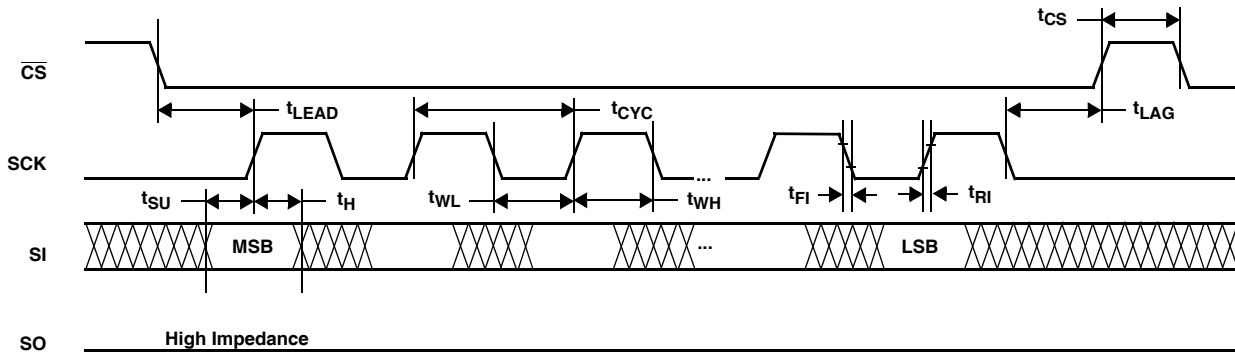 tCS
CS
tLEAD
tCYC
tLAG
SCK
...
tSU
tH
tWL
tWH
tFI
tRI
SI
MSB
...
LSB
High Impedance
SO